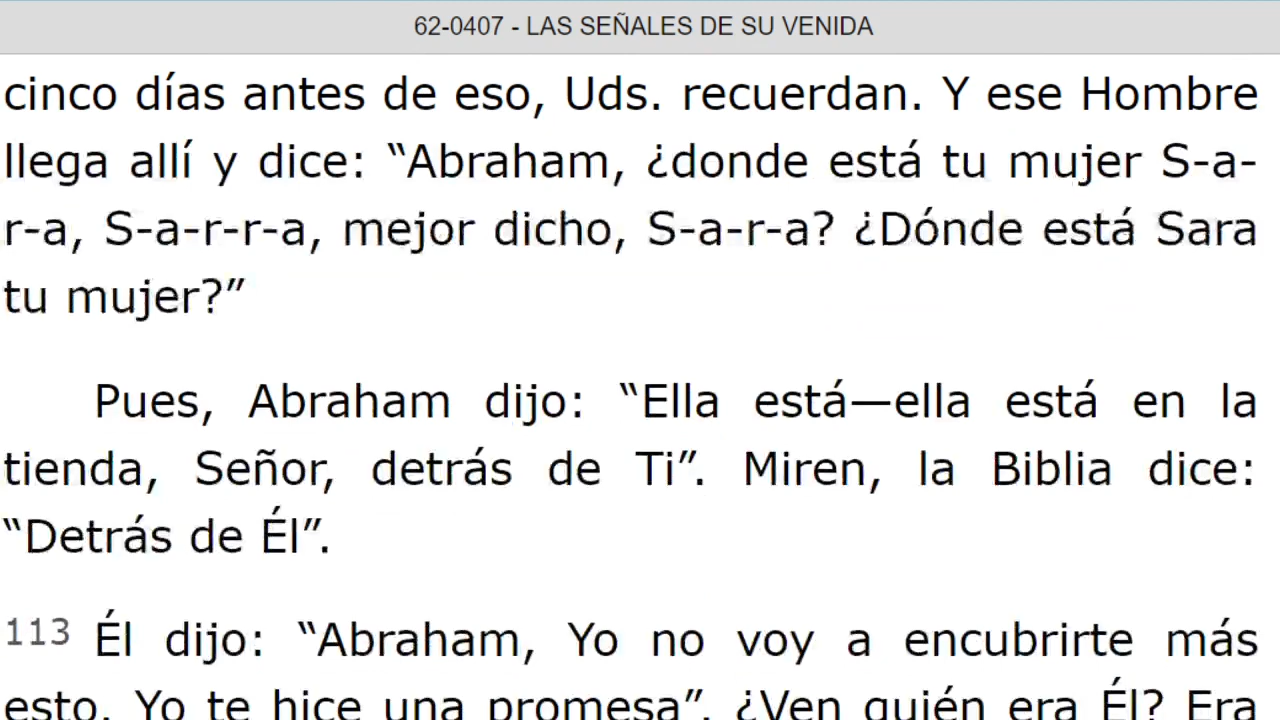 62-0407 - LAS SEÑALES DE SU VENIDA
cinco días antes de eso, Uds. recuerdan. Y ese Hombre
llega allí y dice: “Abraham, ¿donde está tu mujer S-a-
r-a, S-a-r-r-a, mejor dicho, S-a-r-a? ¿Dónde está Sara
tu mujer?”
Pues, Abraham dijo: “Ella está—ella está en la
tienda, Señor, detrás de Ti”. Miren, la Biblia dice:
“Detrás de Él”.
113 Él dijo: “Abraham, Yo no voy a encubrirte más
esto. Yo te hice una promesa”. ¿Ven quién era Él? Era